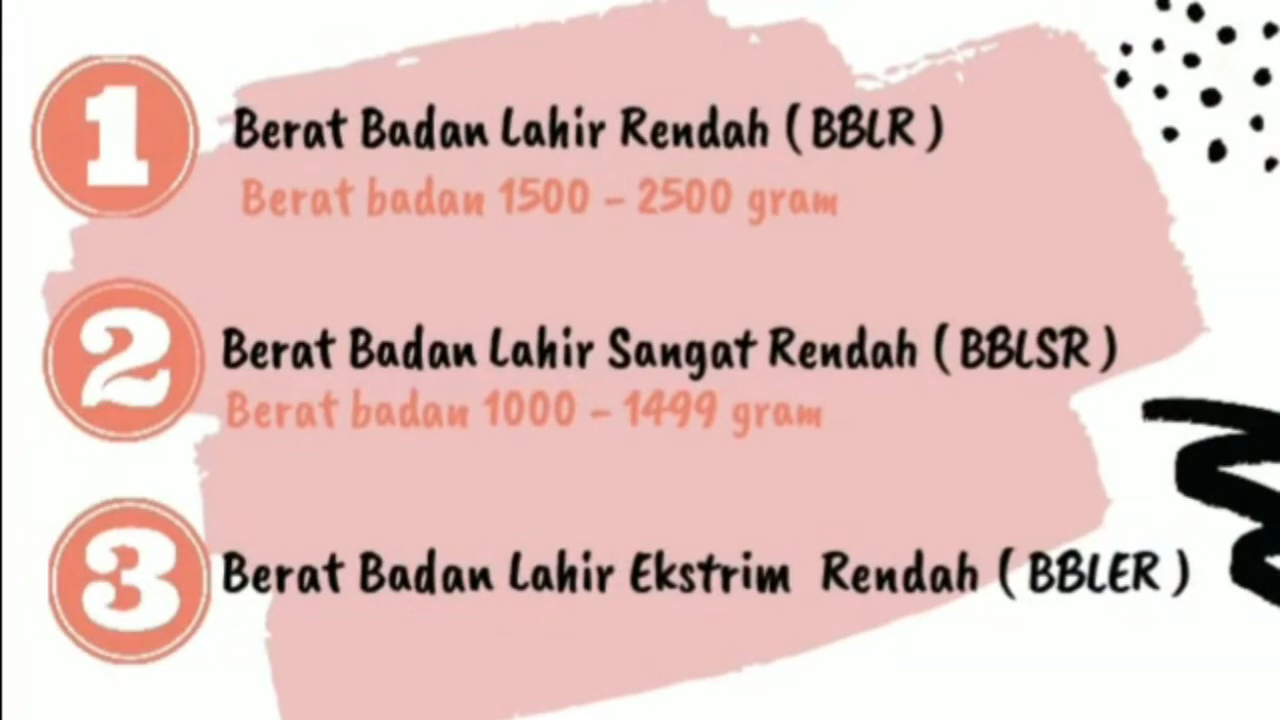 1
Berat Badan Lahir Rendah ( BBLR )
Berat badan 1500 - 2500 gram
2
Berat Badan Lahir Sangat Rendah ( BBLSR )
Berat badan 1000 - 1499 gram
3
Berat Badan Lahir Ekstrim Rendah ( BBLER )